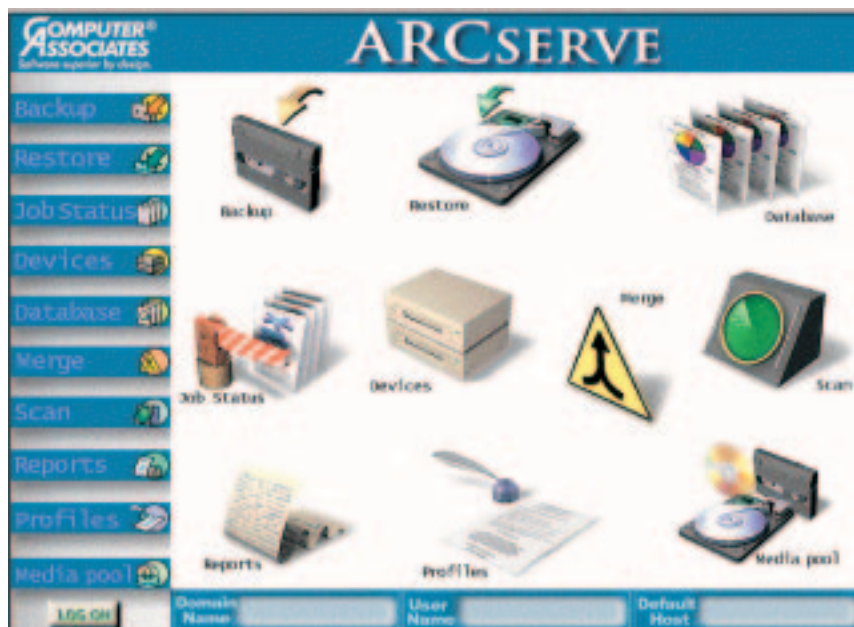 COMPUTER®
ASSOCIATES
Software superior by design.
ARCSERVE
Backup
Restore
Job Status
Devices
Database
Merge
Scan
Reports
Profiles
Media pool
LOG ON
Backup
Restore
Database
Job Status
Devices
Merge
Scan
Reports
Profiles
Media pool
Domain
Name
User
Name
Default
Host